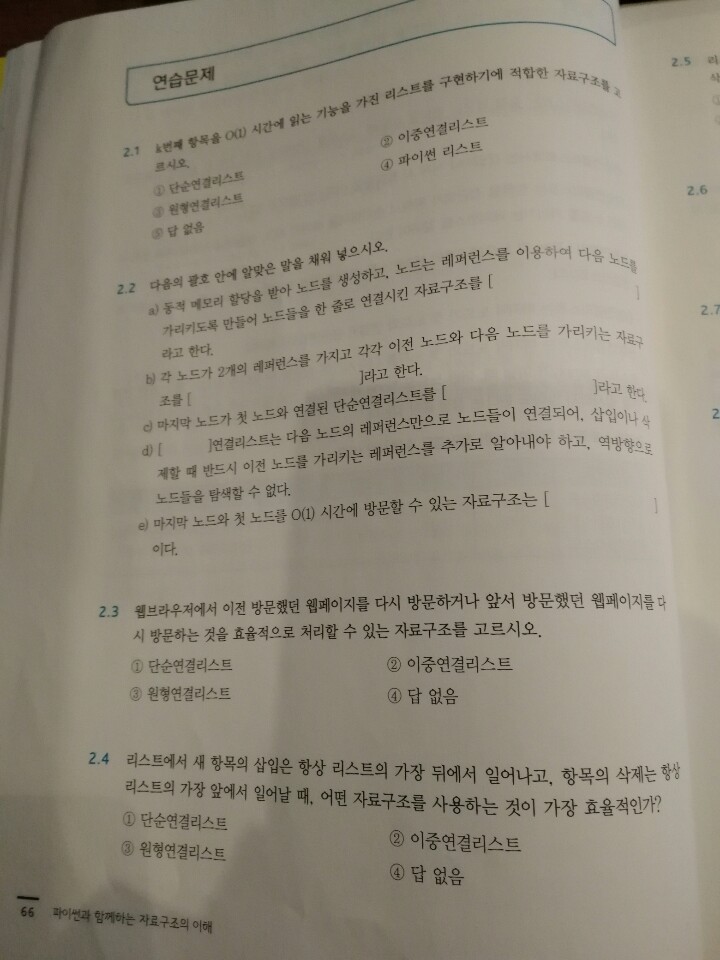 연습문제
2.1 k번째 항목을 O(1) 시간에 읽는 기능을 가진 리스트를 구현하기에 적합한 자료구조를 고
르시오.
① 단순연결리스트 ② 이중연결리스트
③ 원형연결리스트 ④ 파이썬 리스트
⑤ 답 없음
2.2 다음의 괄호 안에 알맞은 말을 채워 넣으시오.
a) 동적 메모리 할당을 받아 노드를 생성하고, 노드는 레퍼런스를 이용하여 다음 노드를
가리키도록 만들어 노드들을 한 줄로 연결시킨 자료구조를 [ ]
라고 한다.
b) 각 노드가 2개의 레퍼런스를 가지고 각각 이전 노드와 다음 노드를 가리키는 자료구
조를 [ ]라고 한다.
c) 마지막 노드가 첫 노드와 연결된 단순연결리스트를 [ ]라고 한다.
d) [ ]연결리스트는 다음 노드의 레퍼런스만으로 노드들이 연결되어, 삽입이나 삭
제할 때 반드시 이전 노드를 가리키는 레퍼런스를 추가로 알아내야 하고, 역방향으로
노드들을 탐색할 수 없다.
e) 마지막 노드와 첫 노드를 O(1) 시간에 방문할 수 있는 자료구조는 [ ]
이다.
2.3 웹브라우저에서 이전 방문했던 웹페이지를 다시 방문하거나 앞서 방문했던 웹페이지를 다
시 방문하는 것을 효율적으로 처리할 수 있는 자료구조를 고르시오.
① 단순연결리스트 ② 이중연결리스트
③ 원형연결리스트 ④ 답 없음
2.4 리스트에서 새 항목의 삽입은 항상 리스트의 가장 뒤에서 일어나고, 항목의 삭제는 항상
리스트의 가장 앞에서 일어날 때, 어떤 자료구조를 사용하는 것이 가장 효율적인가?
① 단순연결리스트 ② 이중연결리스트
③ 원형연결리스트 ④ 답 없음
66 파이썬과 함께하는 자료구조의 이해
2.5
2.6
2.7